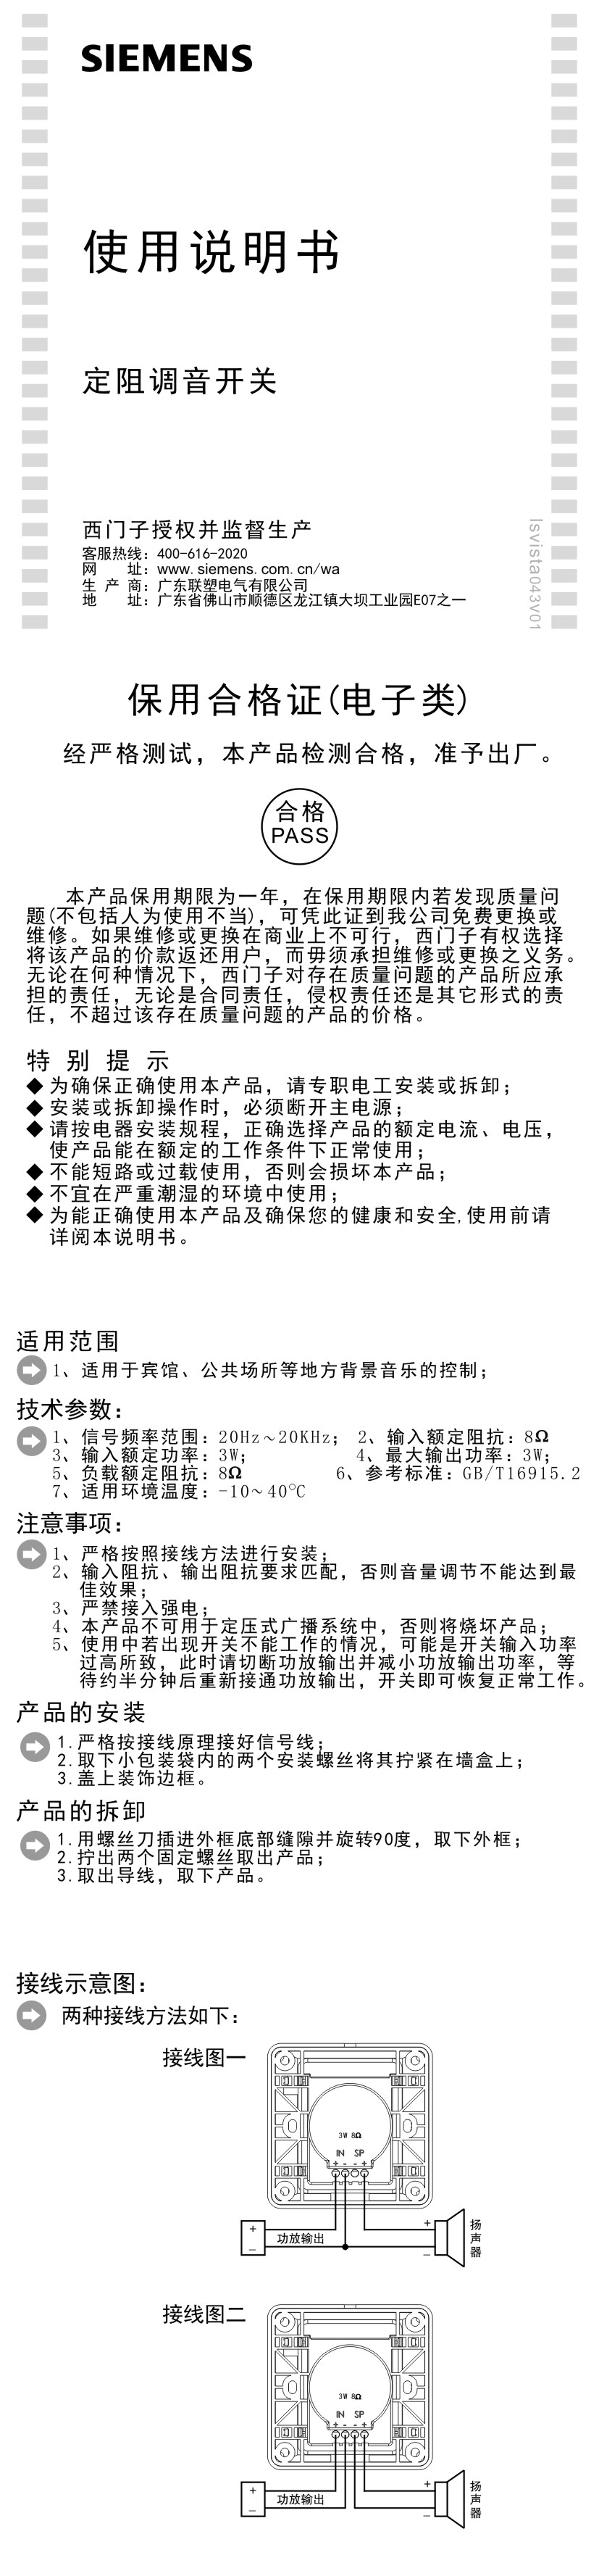 SIEMENS
使用说明书
定阻调音开关
西门子授权并监督生产
客服热线：400-616-2020
网 址：www.siemens.com.cn/wa
生 产 商：广东联塑电气有限公司
地 址：广东省佛山市顺德区龙江镇大坝工业园E07之一
lsvista043v01
保用合格证(电子类)
经严格测试，本产品检测合格，准予出厂。
合格
PASS
本产品保用期限为一年，在保用期限内若发现质量问
题(不包括人为使用不当)，可凭此证到我公司免费更换或
维修。如果维修或更换在商业上不可行，西门子有权选择
将该产品的价款返还用户，而毋须承担维修或更换之义务。
无论在何种情况下，西门子对存在质量问题的产品所应承
担的责任，无论是合同责任，侵权责任还是其它形式的责
任，不超过该存在质量问题的产品的价格。
特 别 提 示
◆ 为确保正确使用本产品，请专职电工安装或拆卸；
◆ 安装或拆卸操作时，必须断开主电源；
◆ 请按电器安装规程，正确选择产品的额定电流、电压，
使产品能在额定的工作条件下正常使用；
◆ 不能短路或过载使用，否则会损坏本产品；
◆ 不宜在严重潮湿的环境中使用；
◆ 为能正确使用本产品及确保您的健康和安全,使用前请
详阅本说明书。
适用范围
1、适用于宾馆、公共场所等地方背景音乐的控制；
技术参数：
1、信号频率范围：20Hz～20KHz； 2、输入额定阻抗：8Ω
3、输入额定功率：3W； 4、最大输出功率：3W；
5、负载额定阻抗：8Ω 6、参考标准：GB/T16915.2
7、适用环境温度：-10～40℃
注意事项：
1、严格按照接线方法进行安装；
2、输入阻抗、输出阻抗要求匹配，否则音量调节不能达到最
佳效果；
3、严禁接入强电；
4、本产品不可用于定压式广播系统中，否则将烧坏产品；
5、使用中若出现开关不能工作的情况，可能是开关输入功率
过高所致，此时请切断功放输出并减小功放输出功率，等
待约半分钟后重新接通功放输出，开关即可恢复正常工作。
产品的安装
1.严格按接线原理接好信号线；
2.取下小包装袋内的两个安装螺丝将其拧紧在墙盒上；
3.盖上装饰边框。
产品的拆卸
1.用螺丝刀插进外框底部缝隙并旋转90度，取下外框；
2.拧出两个固定螺丝取出产品；
3.取出导线，取下产品。
接线示意图：
两种接线方法如下：
接线图一
3W 8Ω
IN SP
+ - - +
+
−
功放输出
+
−
扬声器
接线图二
3W 8Ω
IN SP
+ - - +
+
−
功放输出
+
−
扬声器